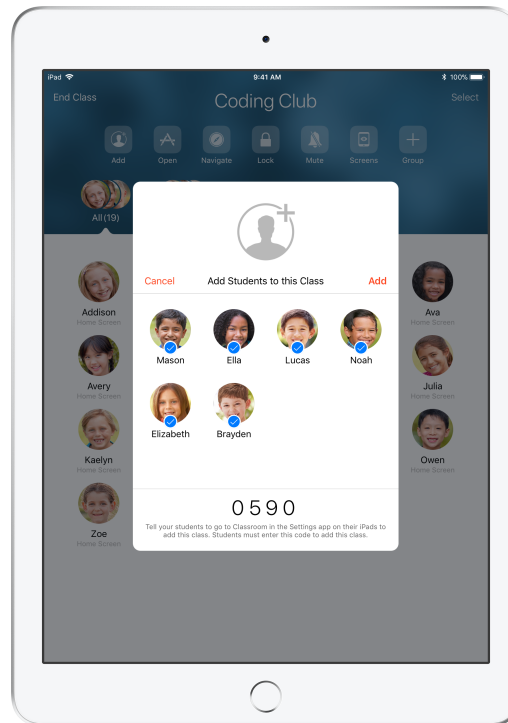 iPad 9:41 AM 100%
End Class Coding Club Select
Add Open Navigate Lock Mute Screens Group
All (19)
Cancel Add Students to this Class Add
Addison Ava
Home Screen Home Screen
Mason Ella Lucas Noah
Avery Julia
Home Screen Home Screen
Elizabeth Brayden
Kaelyn Owen
Home Screen Home Screen
0590
Tell your students to go to Classroom in the Settings app on their iPads to
add this class. Students must enter this code to add this class.
Zoe
Home Screen